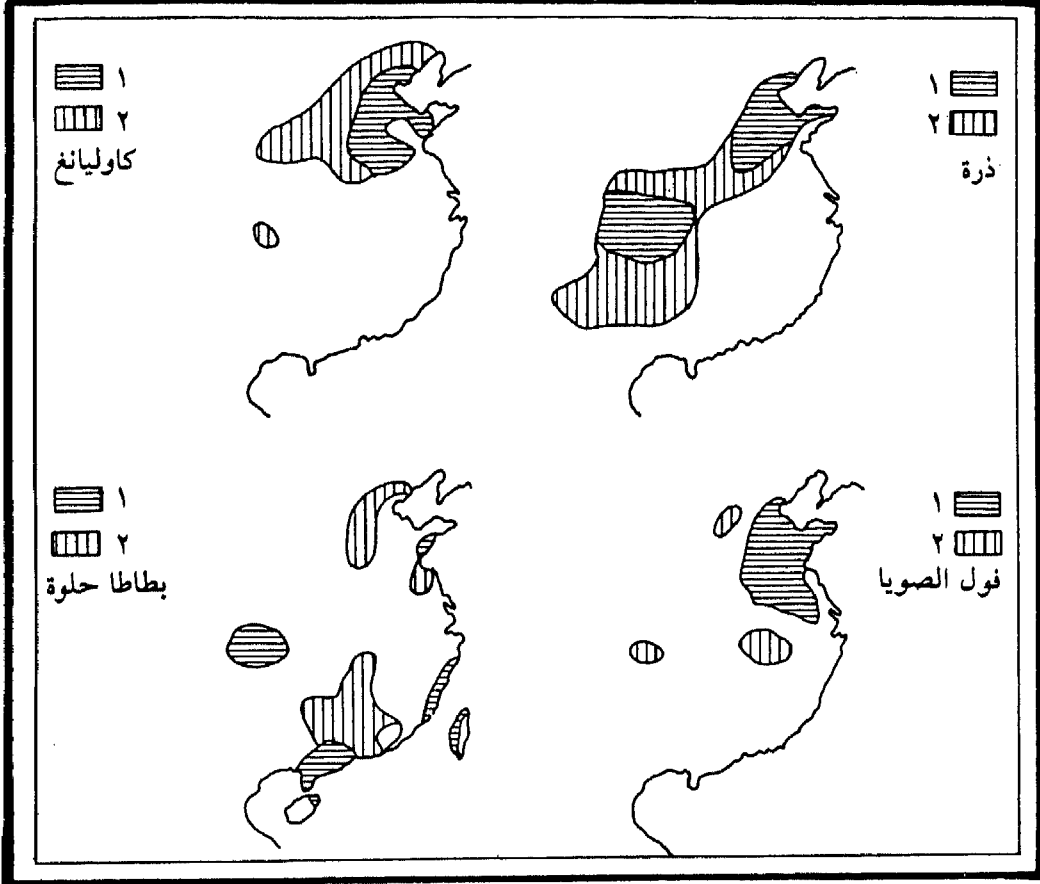 ١
٢
ذرة
١
٢
كاوليانغ
١
٢
فول الصويا
١
٢
بطاطا حلوة